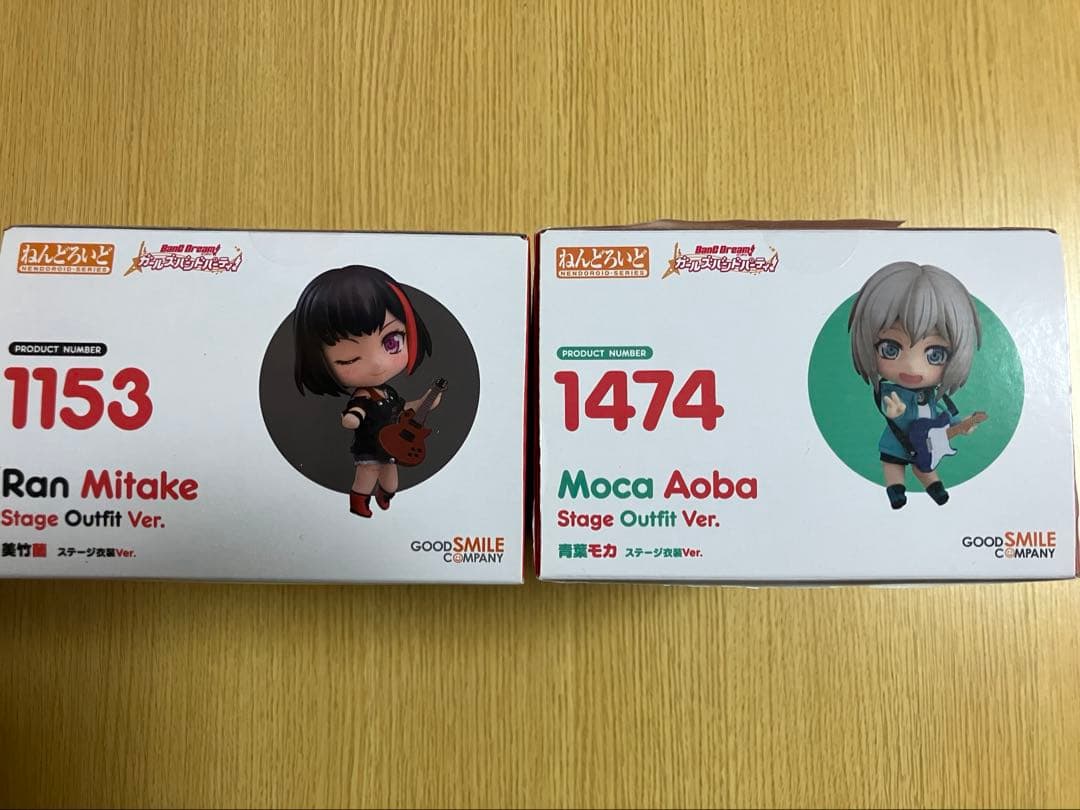 ねんどろいど
NENDOROID-SERIES
BanG Dream!
ガールズバンドパーティ!
PRODUCT NUMBER
1153
Ran Mitake
Stage Outfit Ver.
美竹蘭 ステージ衣装Ver.
GOOD SMILE
COMPANY
ねんどろいど
NENDOROID-SERIES
BanG Dream!
ガールズバンドパーティ!
PRODUCT NUMBER
1474
Moca Aoba
Stage Outfit Ver.
青葉モカ ステージ衣装Ver.
GOOD SMILE
COMPANY